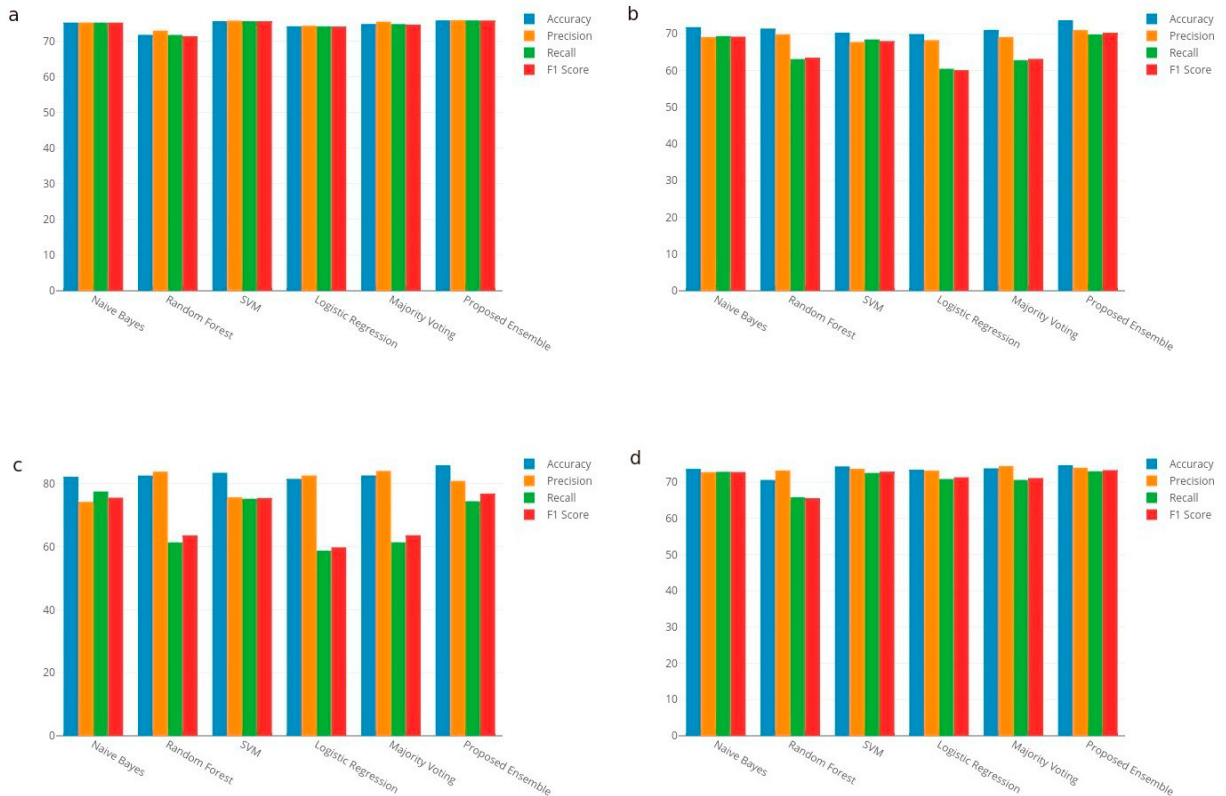 a
70
60
50
40
30
20
10
0
Naive Bayes
Random Forest
SVM
Logistic Regression
Majority Voting
Proposed Ensemble
Accuracy
Precision
Recall
F1 Score
b
70
60
50
40
30
20
10
0
Naive Bayes
Random Forest
SVM
Logistic Regression
Majority Voting
Proposed Ensemble
Accuracy
Precision
Recall
F1 Score
c
80
60
40
20
0
Naive Bayes
Random Forest
SVM
Logistic Regression
Majority Voting
Proposed Ensemble
Accuracy
Precision
Recall
F1 Score
d
70
60
50
40
30
20
10
0
Naive Bayes
Random Forest
SVM
Logistic Regression
Majority Voting
Proposed Ensemble
Accuracy
Precision
Recall
F1 Score